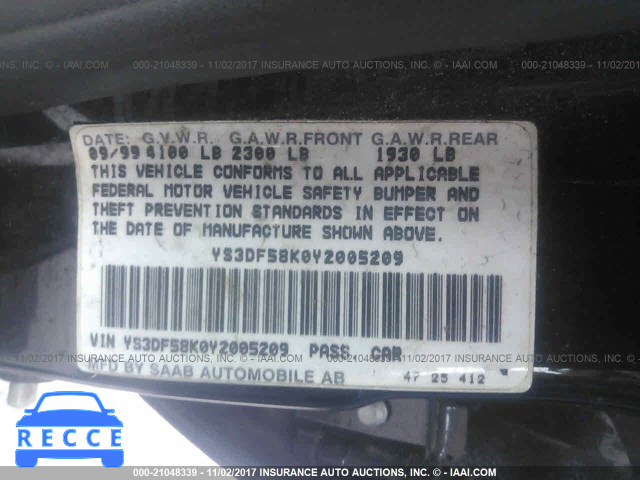 000-21048339 - 11/02/2017 INSURANCE AUTO AUCTIONS, INC. - © IAAI.COM
DATE: G.V.W.R. G.A.W.R.FRONT G.A.W.R.REAR
09/99 4100 LB 2300 LB 1930 LB
THIS VEHICLE CONFORMS TO ALL APPLICABLE
FEDERAL MOTOR VEHICLE SAFETY BUMPER AND
THEFT PREVENTION STANDARDS IN EFFECT ON
THE DATE OF MANUFACTURE SHOWN ABOVE.
YS3DF58K0Y2005209
VIN YS3DF58K0Y2005209 PASS CAR
MFD BY SAAB AUTOMOBILE AB 47 25 412
RECCE
000-21048339 - 11/02/2017 INSURANCE AUTO AUCTIONS, INC. - © IAAI.COM